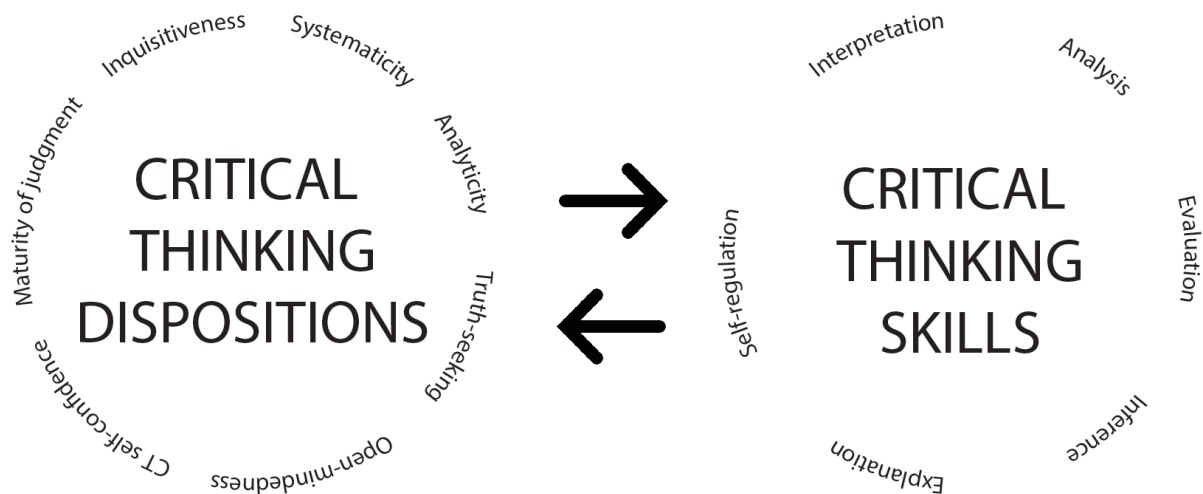 Inquisitiveness
Systematicity
Analyticity
Truth-seeking
Open-mindedness
CT self-confidence
Maturity of judgment
CRITICAL
THINKING
DISPOSITIONS
Interpretation
Analysis
Evaluation
Inference
Explanation
Self-regulation
CRITICAL
THINKING
SKILLS